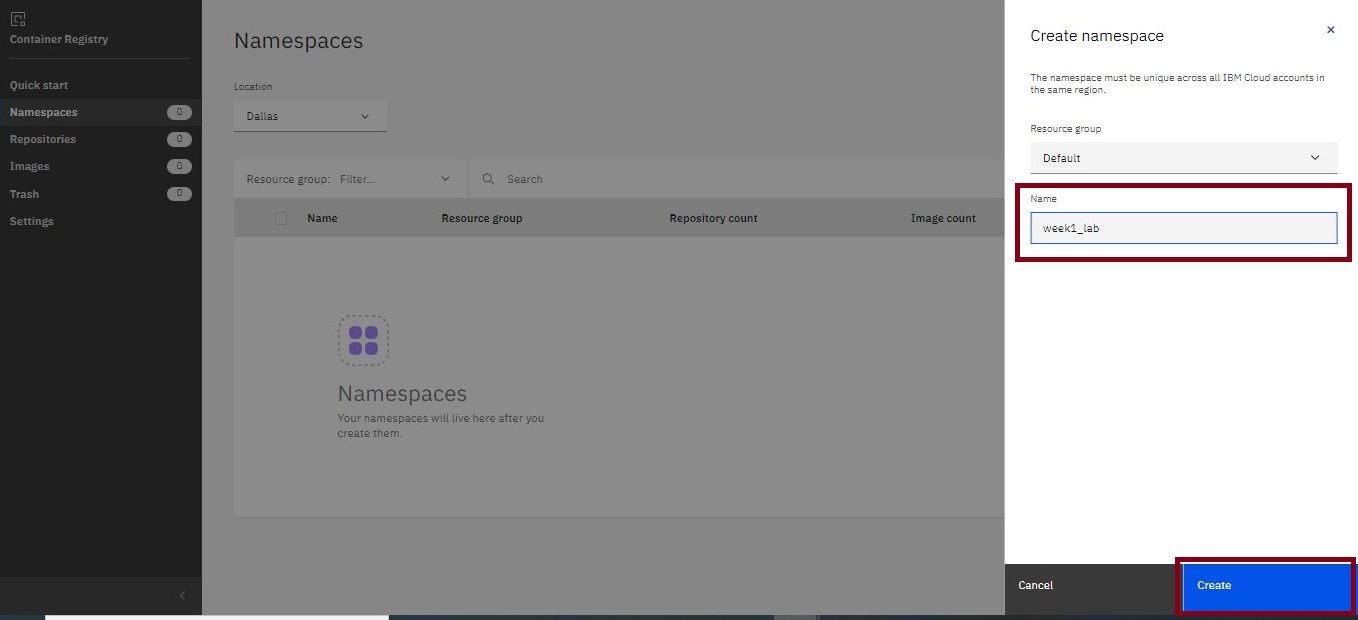 Container Registry
Quick start
Namespaces 0
Repositories 0
Images 0
Trash 0
Settings
Namespaces
Location
Dallas
Resource group: Filter... Search
Name Resource group Repository count Image count
Namespaces
Your namespaces will live here after you
create them.
Create namespace
The namespace must be unique across all IBM Cloud accounts in
the same region.
Resource group
Default
Name
week1_lab
Cancel Create